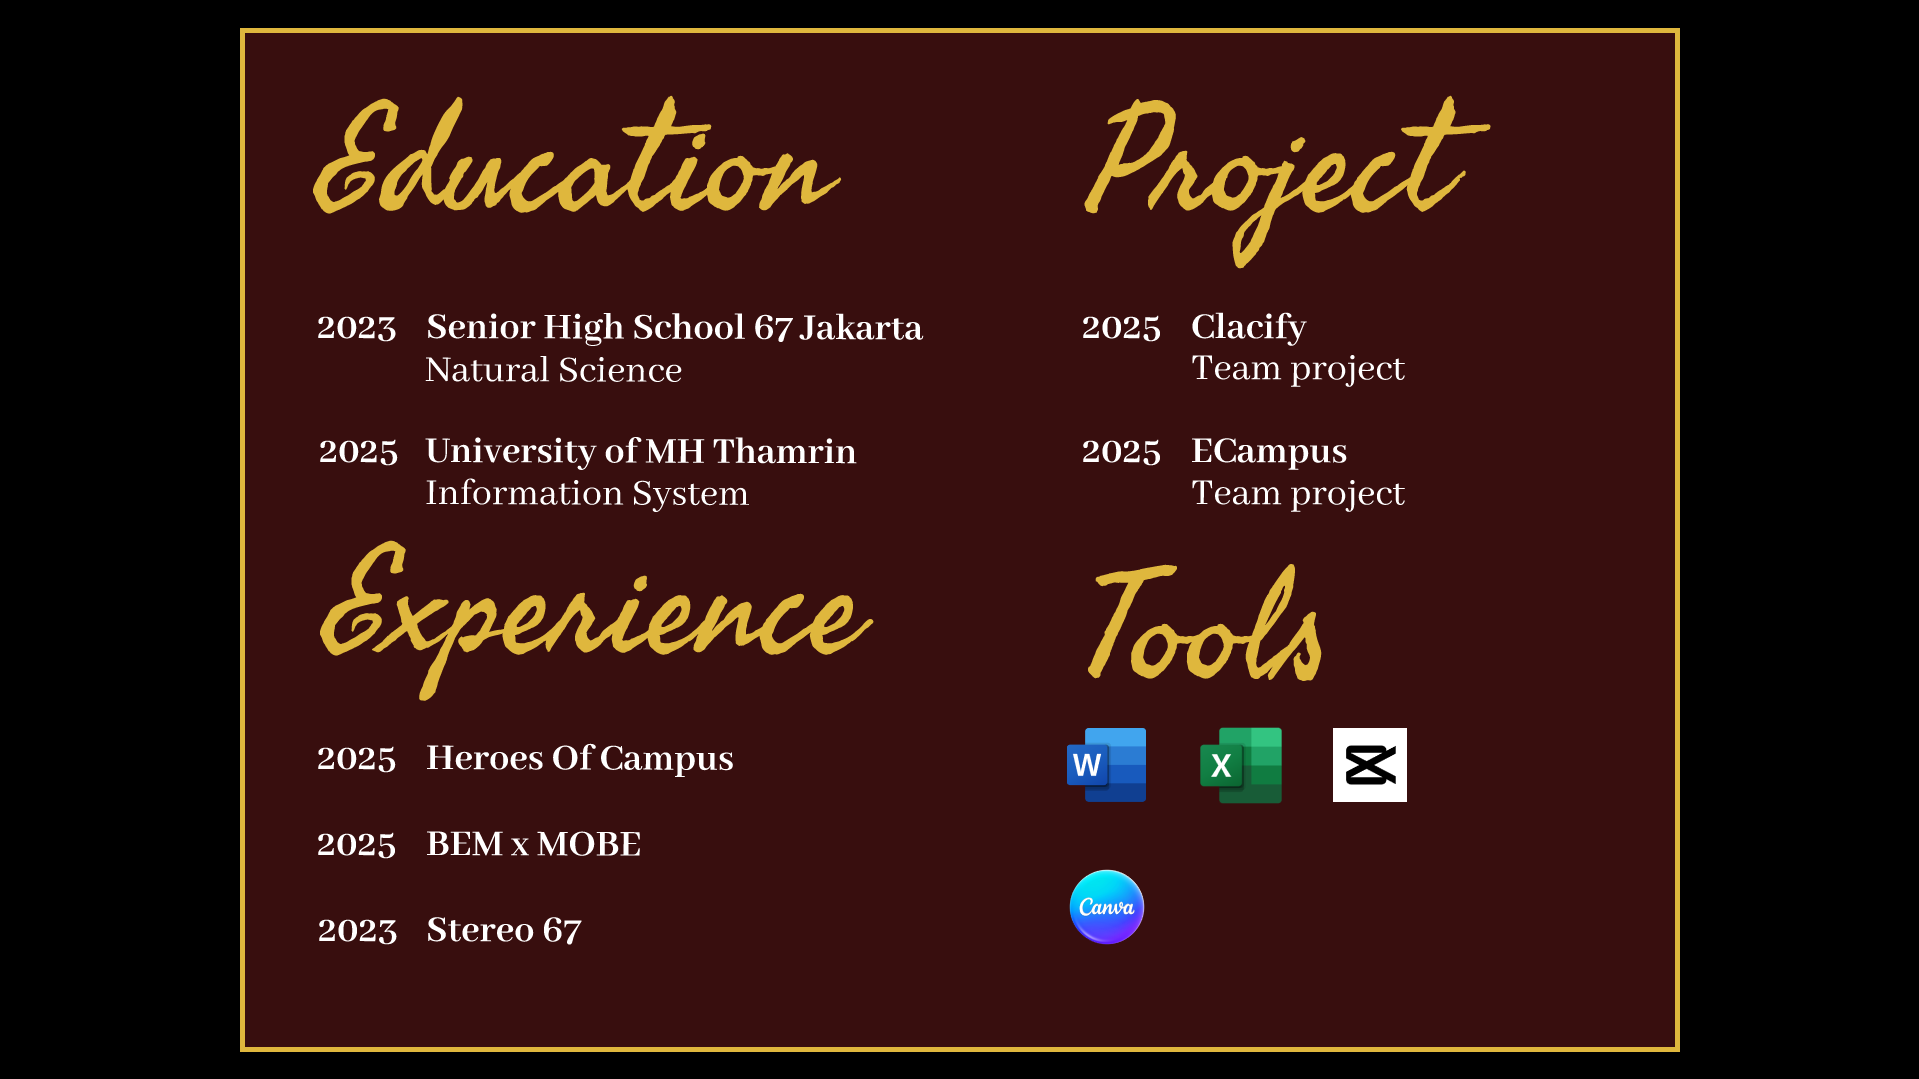 Education
2023 Senior High School 67 Jakarta
Natural Science
2025 University of MH Thamrin
Information System
Experience
2025 Heroes Of Campus
2025 BEM x MOBE
2023 Stereo 67
Project
2025 Clacify
Team project
2025 ECampus
Team project
Tools
W
X
Canva